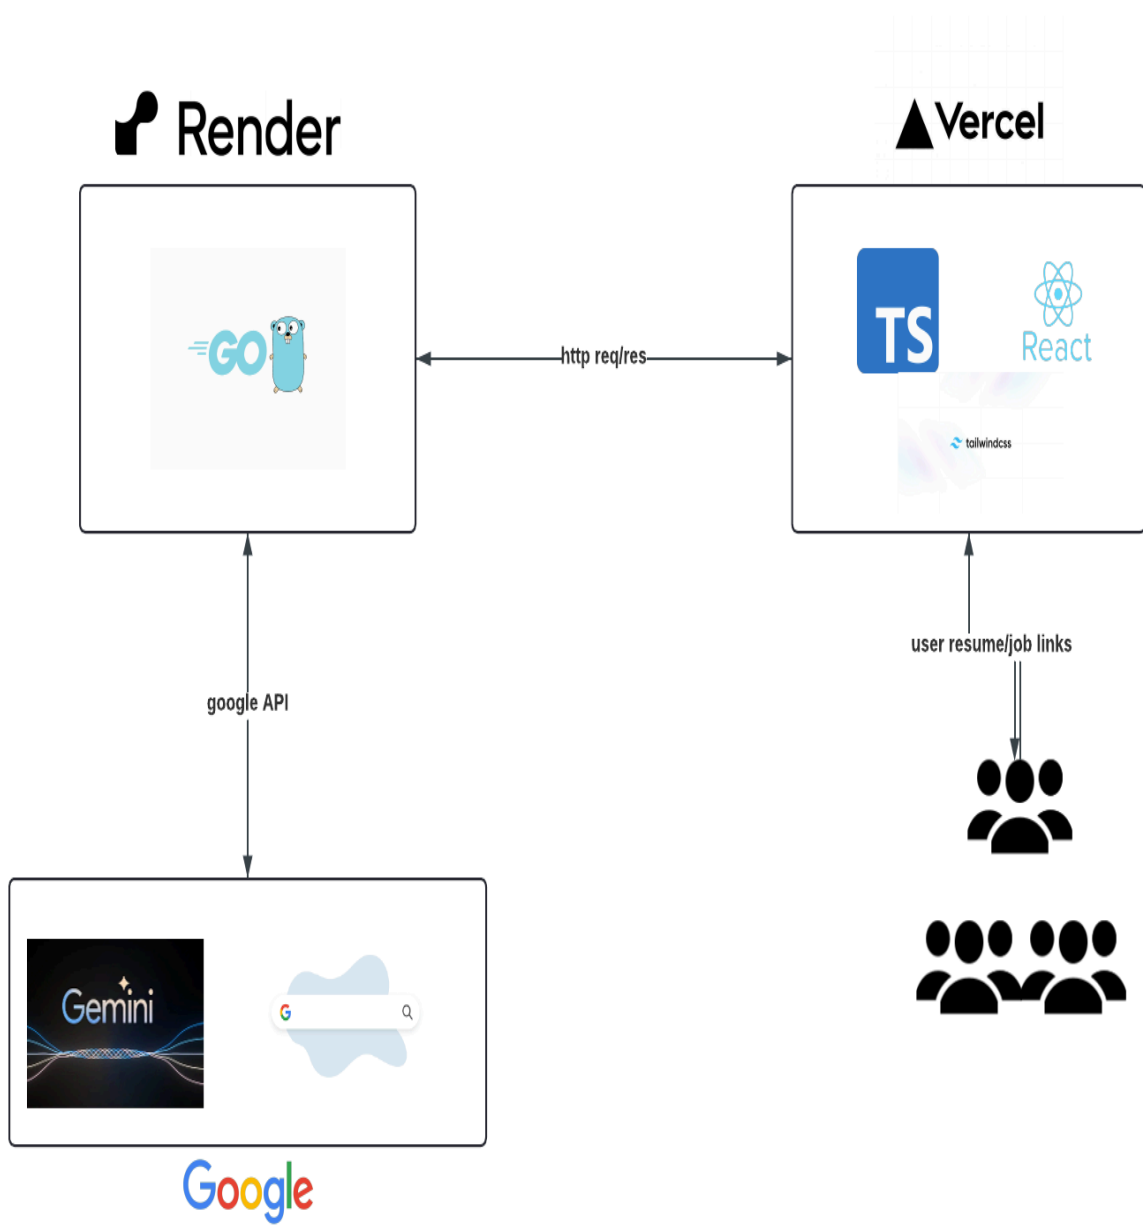 Render
Vercel
GO
TS
React
tailwindcss
http req/res
user resume/job links
google API
Gemini
G
Google